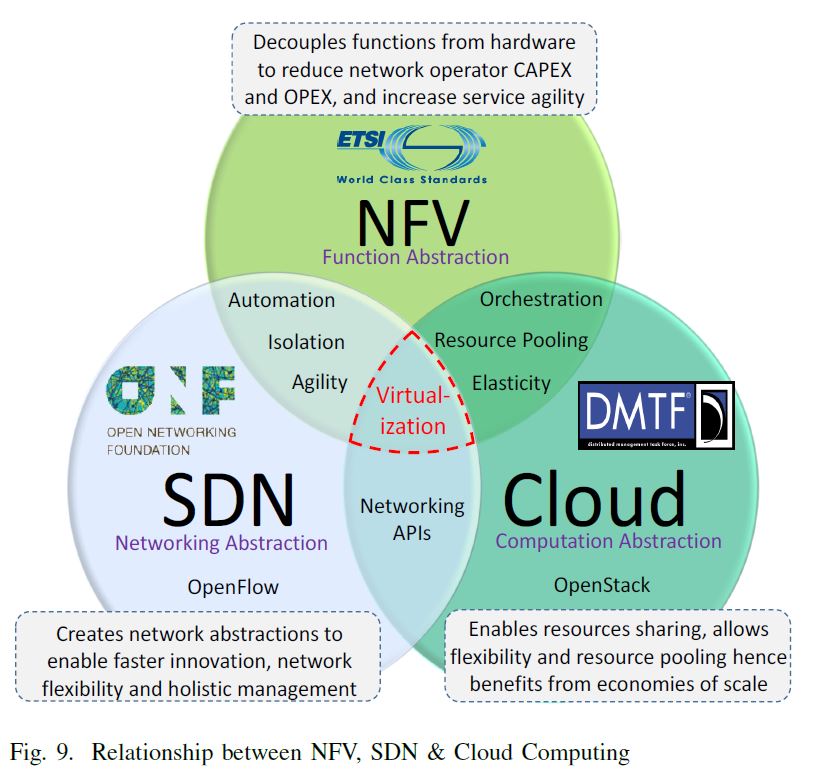 Decouples functions from hardware
to reduce network operator CAPEX
and OPEX, and increase service agility
ETSI
World Class Standards
NFV
Function Abstraction
Automation
Isolation
Agility
Orchestration
Resource Pooling
Elasticity
Virtual-
ization
ONF
OPEN NETWORKING
FOUNDATION
SDN
Networking Abstraction
OpenFlow
Networking
APIs
DMTF®
distributed management task force, inc.
Cloud
Computation Abstraction
OpenStack
Creates network abstractions to
enable faster innovation, network
flexibility and holistic management
Enables resources sharing, allows
flexibility and resource pooling hence
benefits from economies of scale
Fig. 9. Relationship between NFV, SDN & Cloud Computing